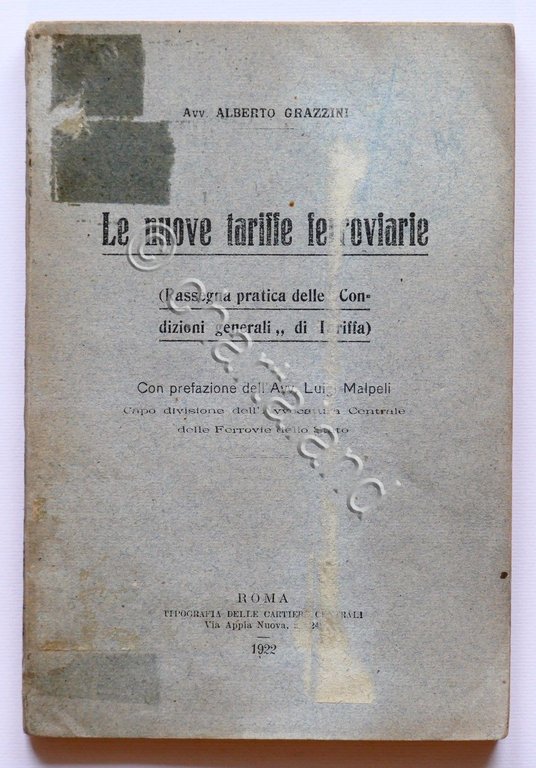 Avv. ALBERTO GRAZZINI
Le nuove tariffe ferroviarie
(Rassegna pratica delle „Con-
dizioni generali„ di Tariffa)
Con prefazione dell'Avv. Luigi Malpeli
Capo divisione dell'Avvocatura Centrale
delle Ferrovie dello Stato
ROMA
TIPOGRAFIA DELLE CARTIERE CENTRALI
Via Appia Nuova,
1922
© chartaland